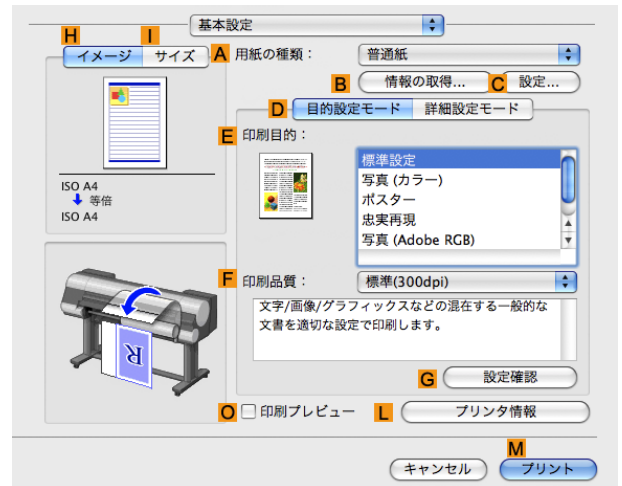 基本設定
H
I
イメージ サイズ
A 用紙の種類： 普通紙
B 情報の取得... C 設定...
D 目的設定モード 詳細設定モード
E 印刷目的：
標準設定
写真 (カラー)
ポスター
忠実再現
写真 (Adobe RGB)
ISO A4
等倍
ISO A4
F 印刷品質： 標準(300dpi)
文字/画像/グラフィックスなどの混在する一般的な
文書を適切な設定で印刷します。
R
G 設定確認
O 印刷プレビュー L プリンタ情報
M
キャンセル プリント